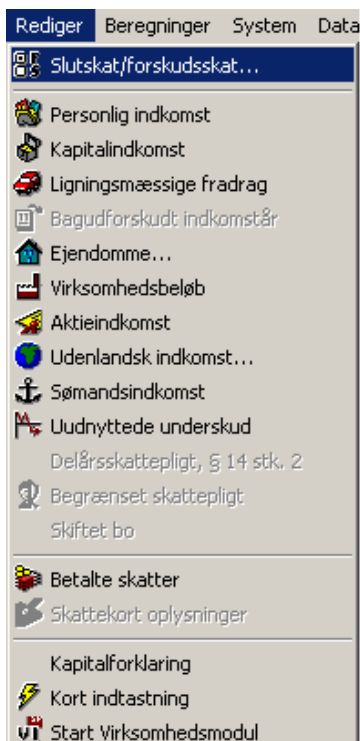 Rediger Beregninger System Data
Slutskat/forskudsskat...
Personlig indkomst
Kapitalindkomst
Ligningsmæssige fradrag
Bagudforskudt indkomstår
Ejendomme...
Virksomhedsbeløb
Aktieindkomst
Udenlandsk indkomst...
Sømandsindkomst
Uudnyttede underskud
Delårsskattepligt, § 14 stk. 2
Begrænset skattepligt
Skiftet bo
Betalte skatter
Skattekort oplysninger
Kapitalforklaring
Kort indtastning
Start Virksomhedsmodul